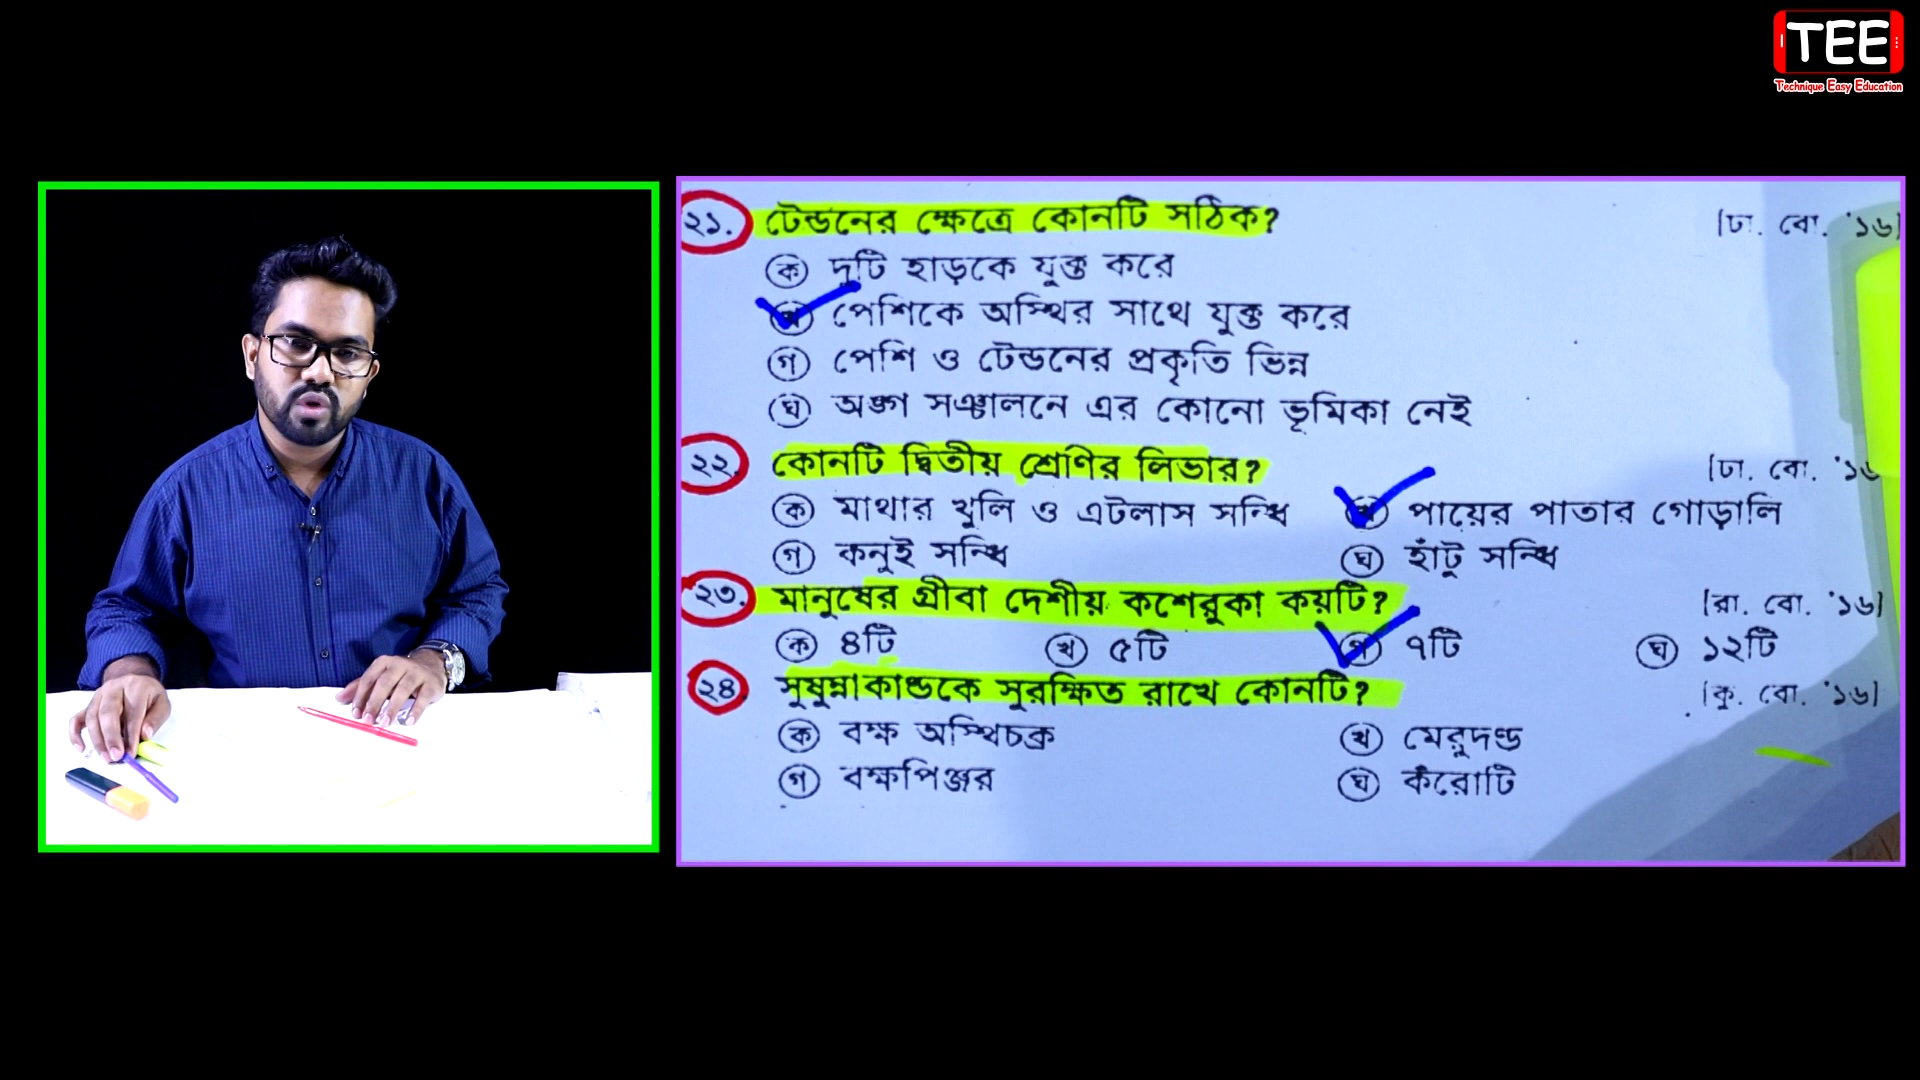 TEE
Technique Easy Education
২১. টেন্ডনের ক্ষেত্রে কোনটি সঠিক? [ঢা. বো. '১৬]
ক দুটি হাড়কে যুক্ত করে
পেশিকে অস্থির সাথে যুক্ত করে
গ পেশি ও টেন্ডনের প্রকৃতি ভিন্ন
ঘ অঙ্গ সঞ্চালনে এর কোনো ভূমিকা নেই
২২. কোনটি দ্বিতীয় শ্রেণির লিভার? [ঢা. বো. '১৬
ক মাথার খুলি ও এটলাস সন্ধি পায়ের পাতার গোড়ালি
গ কনুই সন্ধি ঘ হাঁটু সন্ধি
২৩. মানুষের গ্রীবা দেশীয় কশেরুকা কয়টি? [রা. বো. '১৬]
ক ৪টি খ ৫টি গ ৭টি ঘ ১২টি
২৪ সুষুম্নাকাণ্ডকে সুরক্ষিত রাখে কোনটি? [কু. বো. '১৬]
ক বক্ষ অস্থিচক্র খ মেরুদণ্ড
গ বক্ষপিঞ্জর ঘ করোটি